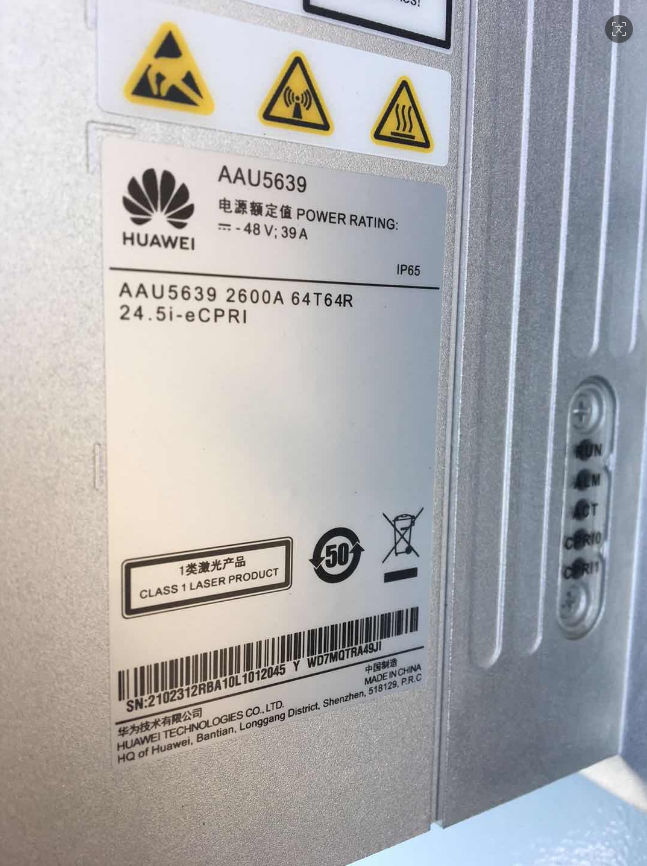 HUAWEI
AAU5639
电源额定值 POWER RATING:
⎓ - 48 V; 39 A
IP65
AAU5639 2600A 64T64R
24.5i-eCPRI
1类激光产品
CLASS 1 LASER PRODUCT
50
SN:2102312RBA10L1012045 Y WD7MQTRA49JI
中国制造
MADE IN CHINA
华为技术有限公司
HUAWEI TECHNOLOGIES CO., LTD.
HQ of Huawei, Bantian, Longgang District, Shenzhen, 518129, P.R.C
RUN
ALM
ACT
CPRI0
CPRI1